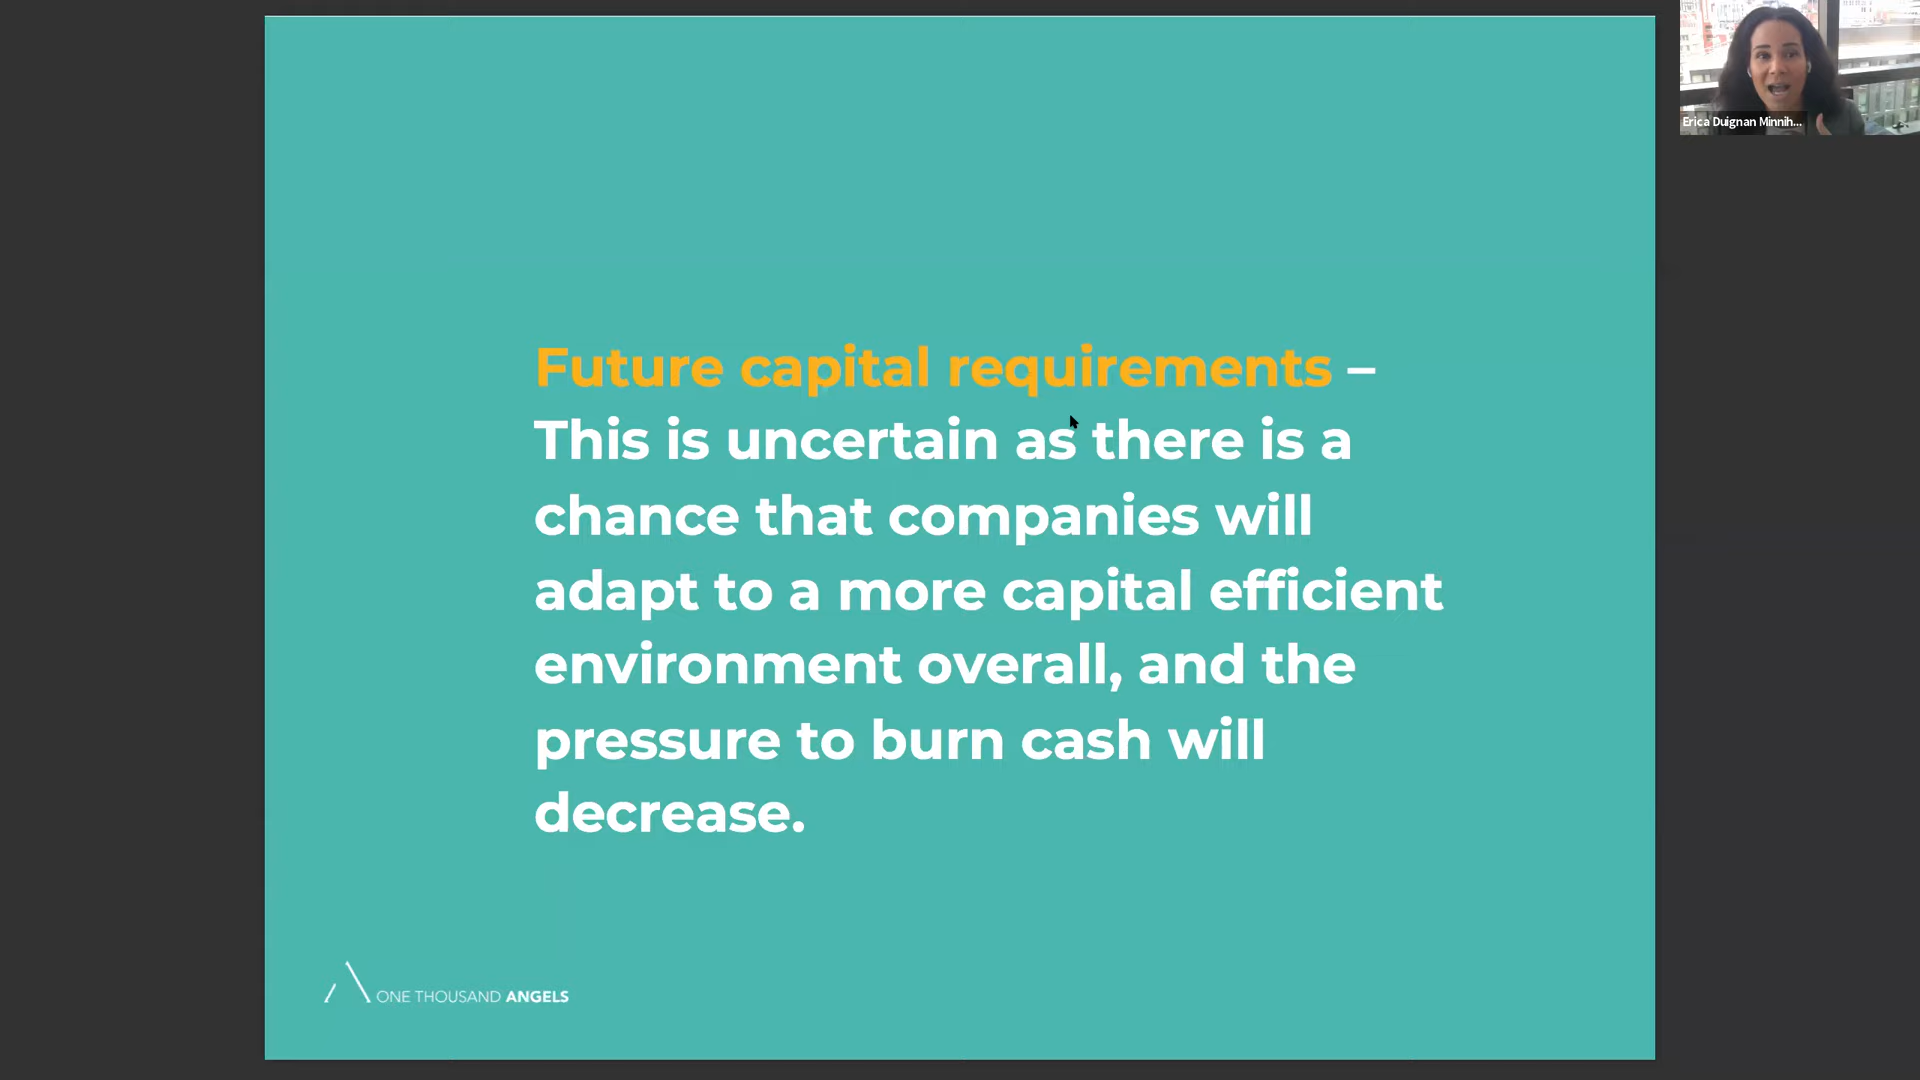 Erica Duignan Minnih...
Future capital requirements –
This is uncertain as there is a
chance that companies will
adapt to a more capital efficient
environment overall, and the
pressure to burn cash will
decrease.
ONE THOUSAND ANGELS